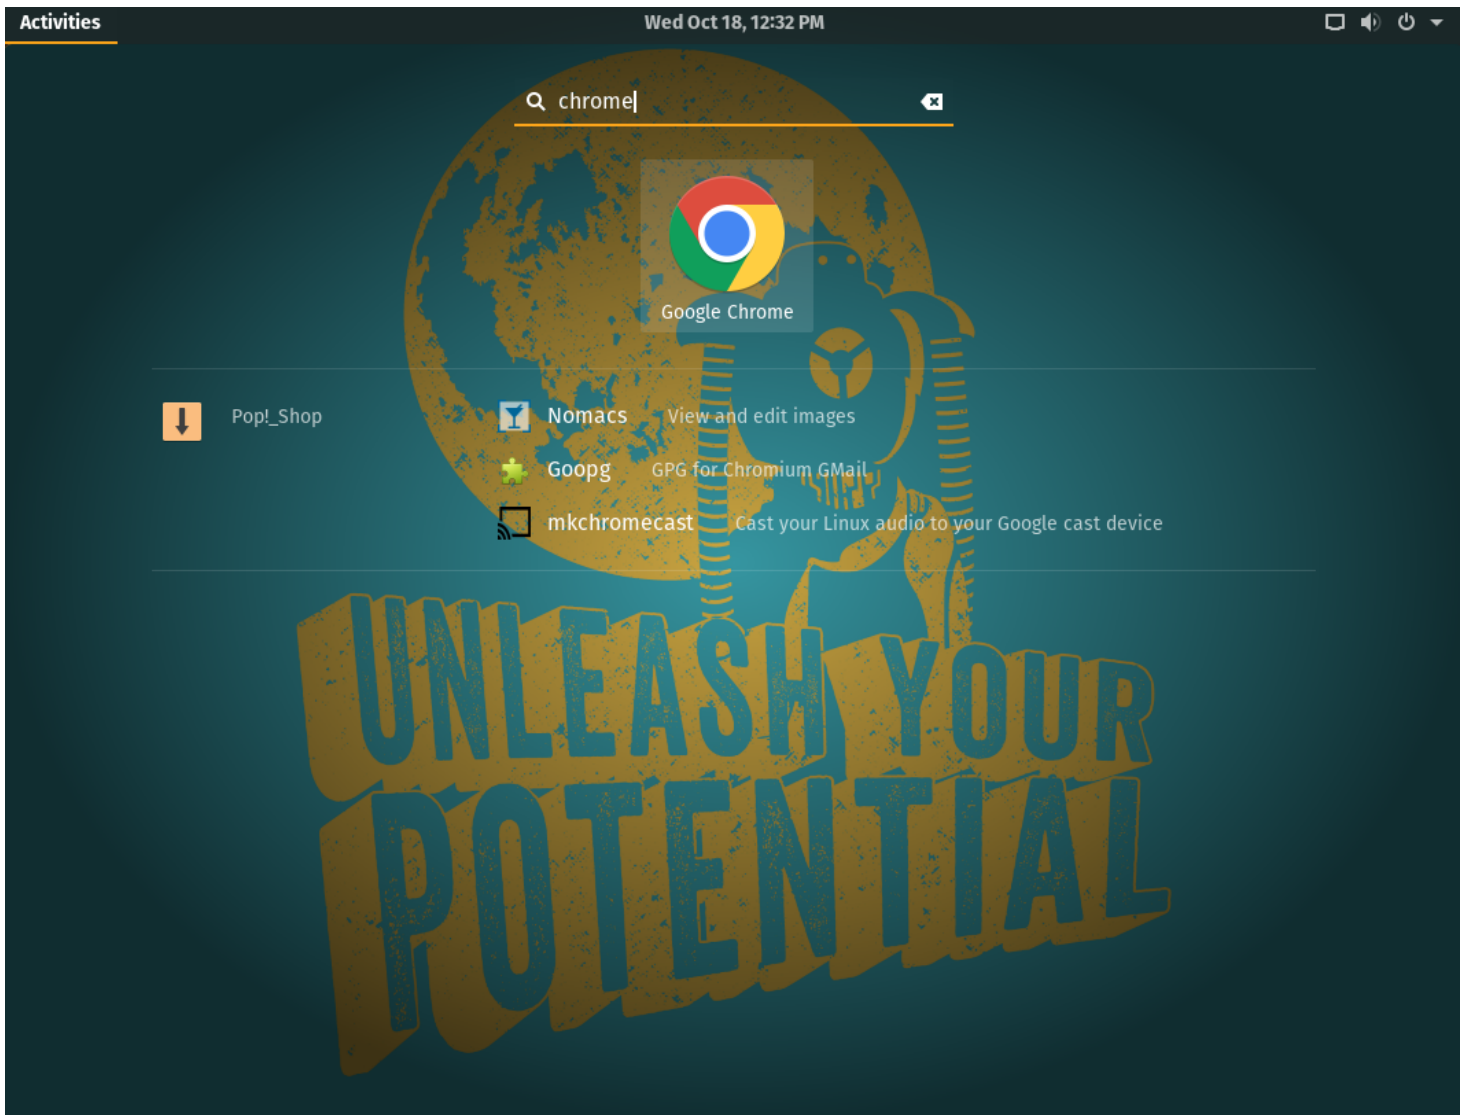 Activities
Wed Oct 18, 12:32 PM
chrome
Google Chrome
Pop!_Shop
Nomacs View and edit images
Goopg GPG for Chromium GMail
mkchromecast Cast your Linux audio to your Google cast device
UNLEASH YOUR
POTENTIAL